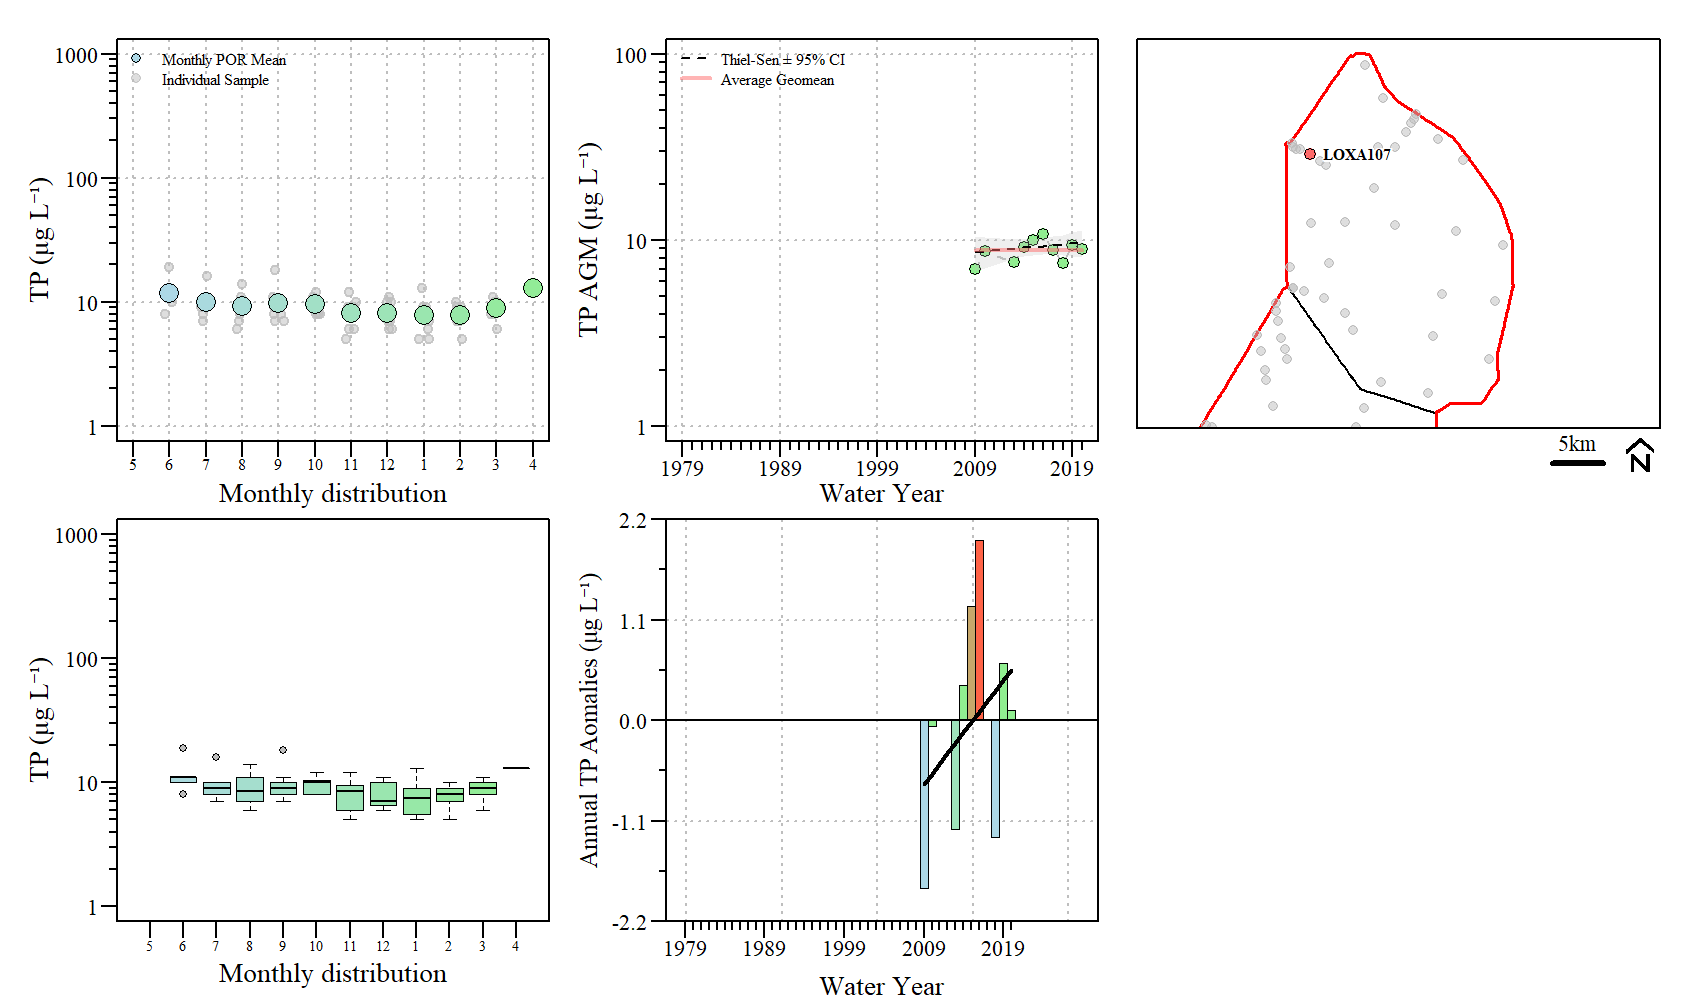 1000
100
10
1
TP (µg L⁻¹)
Monthly POR Mean
Individual Sample
5 6 7 8 9 10 11 12 1 2 3 4
Monthly distribution
100
10
1
TP AGM (µg L⁻¹)
Thiel-Sen ± 95% CI
Average Geomean
1979 1989 1999 2009 2019
Water Year
LOXA107
5km
N
1000
100
10
1
TP (µg L⁻¹)
5 6 7 8 9 10 11 12 1 2 3 4
Monthly distribution
2.2
1.1
0.0
-1.1
-2.2
Annual TP Aomalies (µg L⁻¹)
1979 1989 1999 2009 2019
Water Year